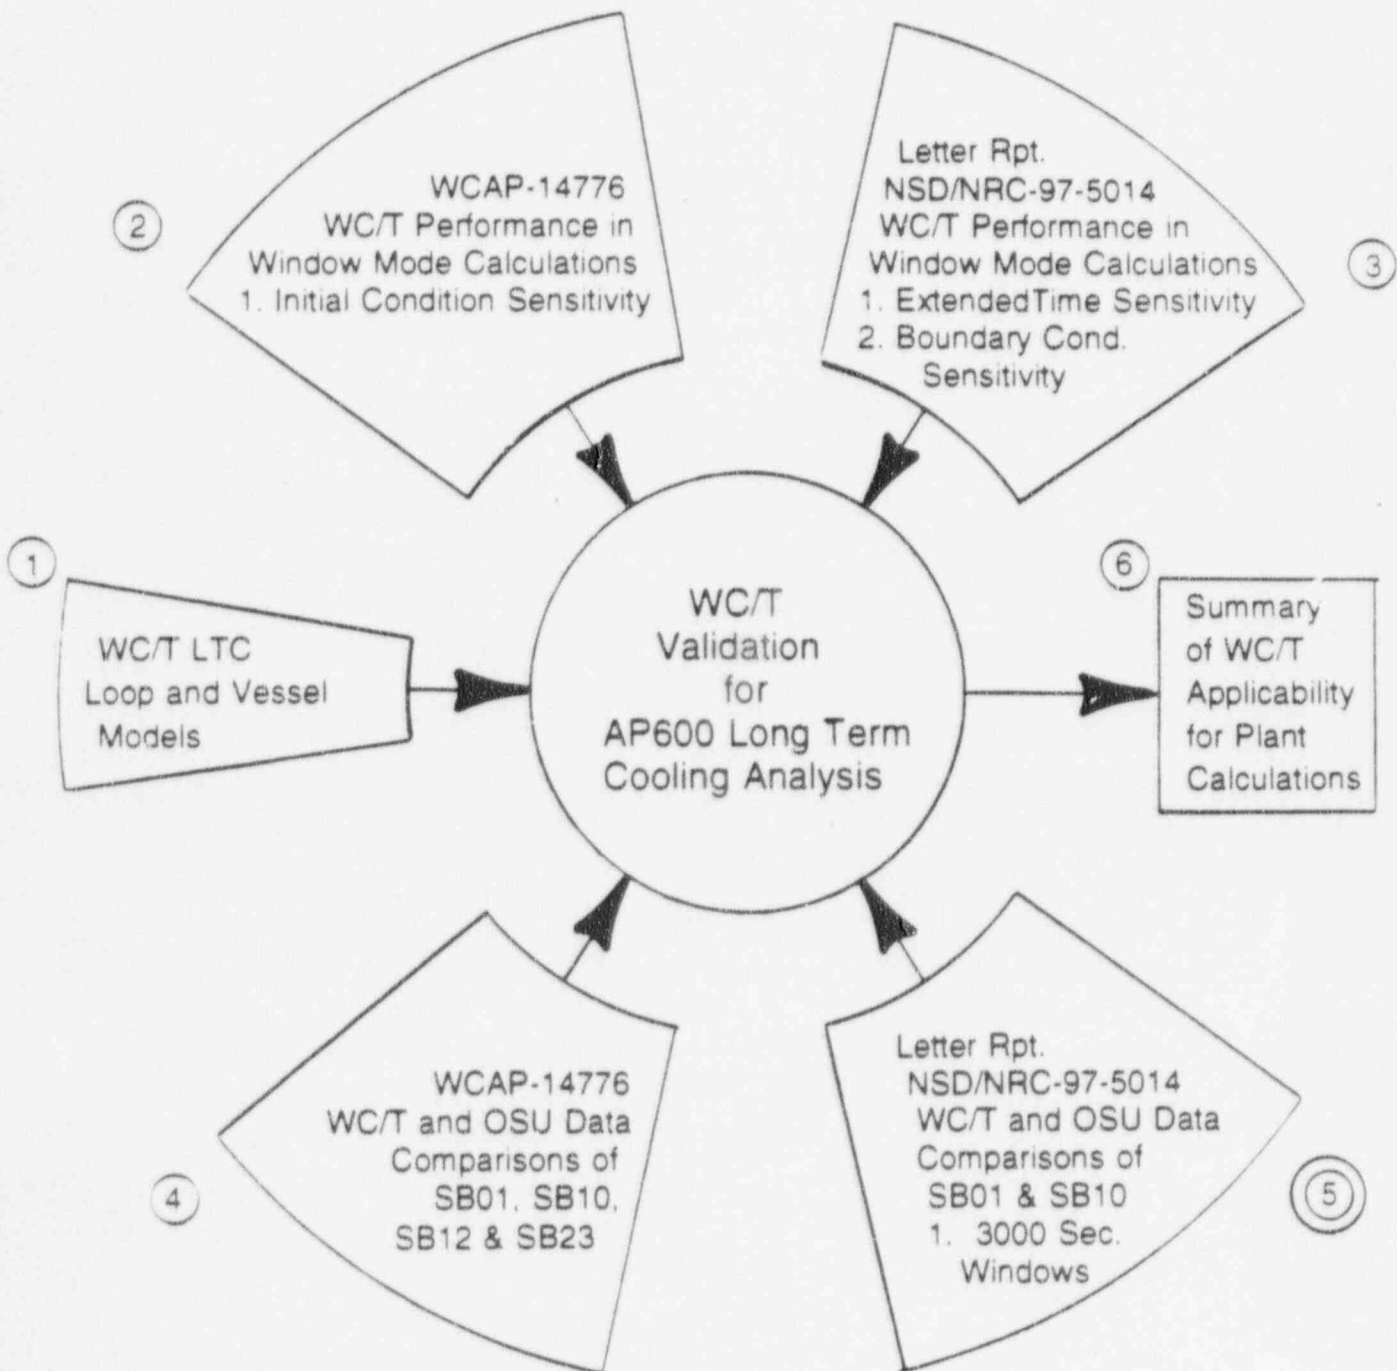 2
WCAP-14776
WC/T Performance in
Window Mode Calculations
1. Initial Condition Sensitivity
Letter Rpt.
NSD/NRC-97-5014
WC/T Performance in
Window Mode Calculations
1. ExtendedTime Sensitivity
2. Boundary Cond.
Sensitivity
3
1
WC/T LTC
Loop and Vessel
Models
WC/T
Validation
for
AP600 Long Term
Cooling Analysis
6
Summary
of WC/T
Applicability
for Plant
Calculations
4
WCAP-14776
WC/T and OSU Data
Comparisons of
SB01, SB10,
SB12 & SB23
Letter Rpt.
NSD/NRC-97-5014
WC/T and OSU Data
Comparisons of
SB01 & SB10
1. 3000 Sec.
Windows
5